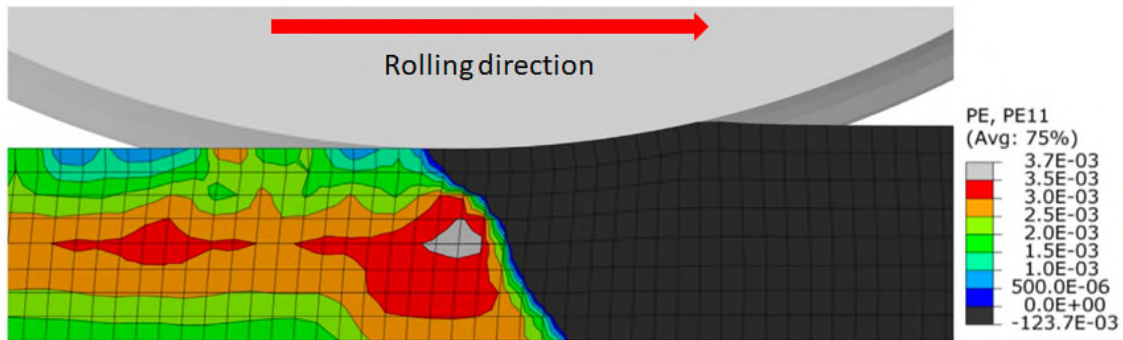 Rolling direction
PE, PE11
(Avg: 75%)
3.7E-03
3.5E-03
3.0E-03
2.5E-03
2.0E-03
1.5E-03
1.0E-03
500.0E-06
0.0E+00
-123.7E-03